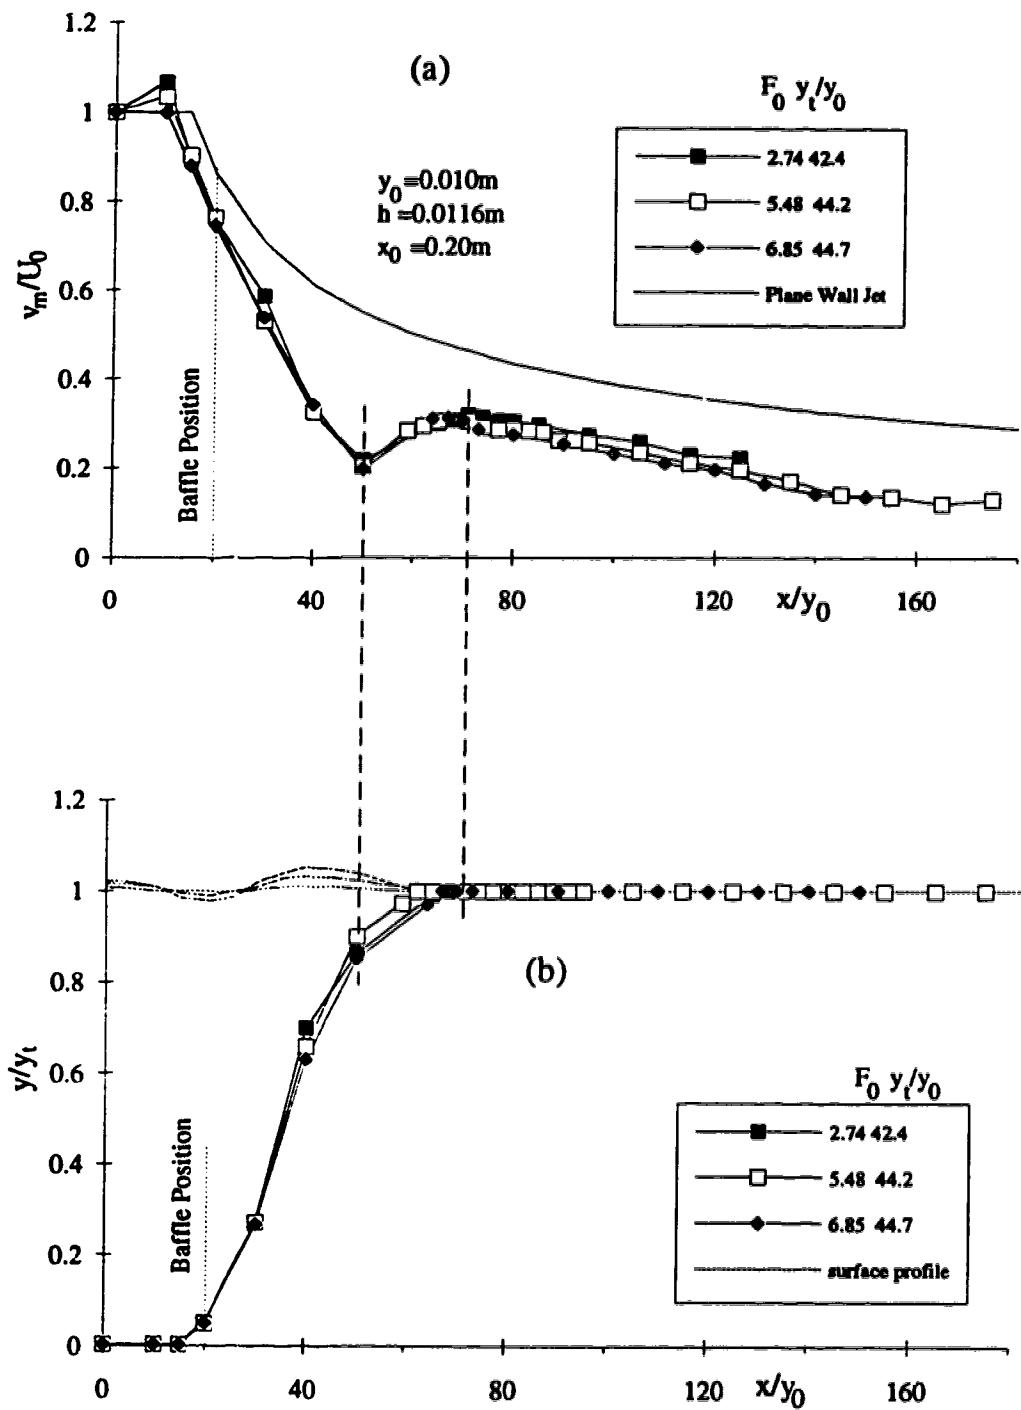 1.2
(a)
F0 yt/y0
1
2.74 42.4
5.48 44.2
6.85 44.7
Plane Wall Jet
y0 =0.010m
h =0.0116m
x0 =0.20m
0.8
vm/U0
0.6
0.4
Baffle Position
0.2
0
0 40 80 120 x/y0 160
1.2
1
(b)
0.8
y/yt
0.6
F0 yt/y0
2.74 42.4
5.48 44.2
6.85 44.7
surface profile
0.4
Baffle Position
0.2
0
0 40 80 120 x/y0 160